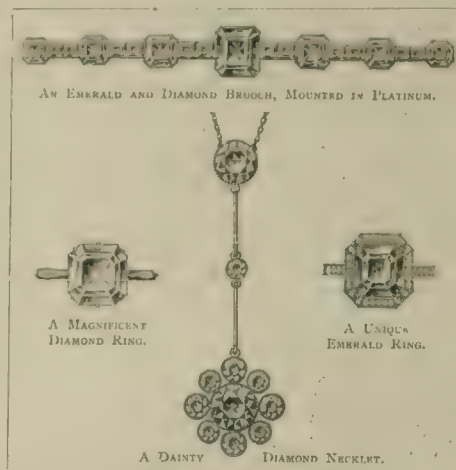 An Emerald and Diamond Brooch, Mounted in Platinum.
A Magnificent
Diamond Ring.
A Unique
Emerald Ring.
A Dainty Diamond Necklet.